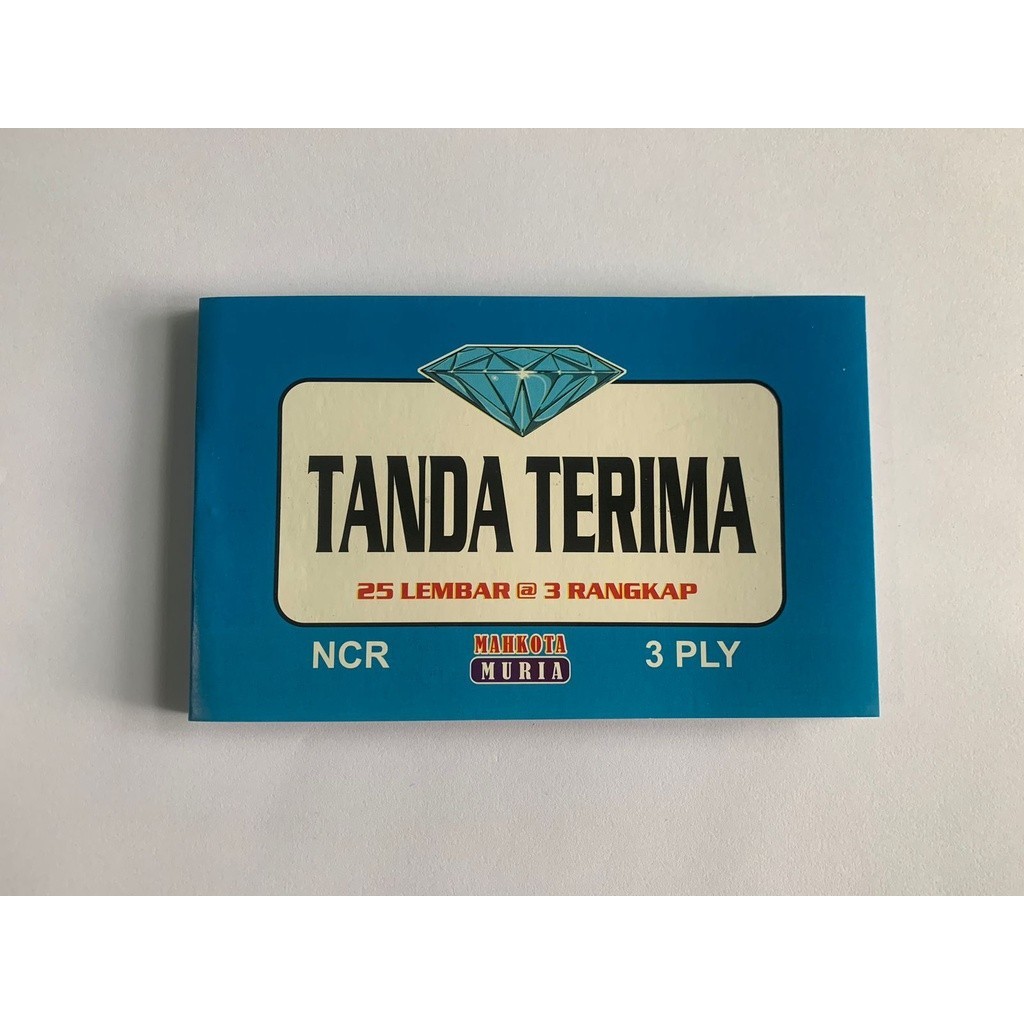 TANDA TERIMA
25 LEMBAR @ 3 RANGKAP
NCR
MAHKOTA
MURIA
3 PLY